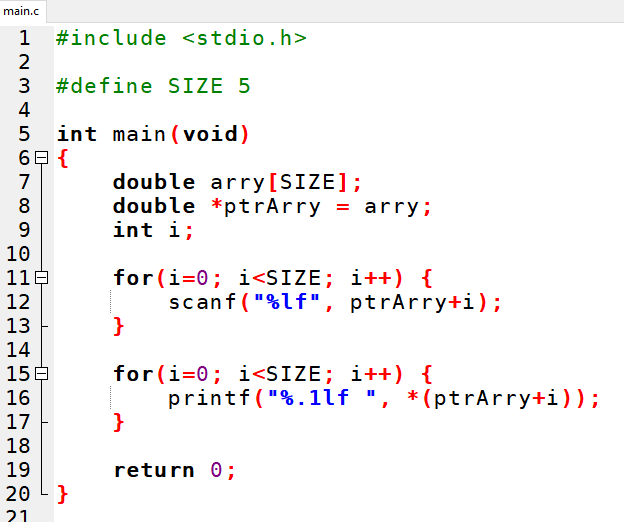 main.c
1 #include <stdio.h>
2
3 #define SIZE 5
4
5 int main(void)
6 {
7     double arry[SIZE];
8     double *ptrArry = arry;
9     int i;
10
11     for(i=0; i<SIZE; i++) {
12         scanf("%lf", ptrArry+i);
13     }
14
15     for(i=0; i<SIZE; i++) {
16         printf("%.1lf ", *(ptrArry+i));
17     }
18
19     return 0;
20 }
21